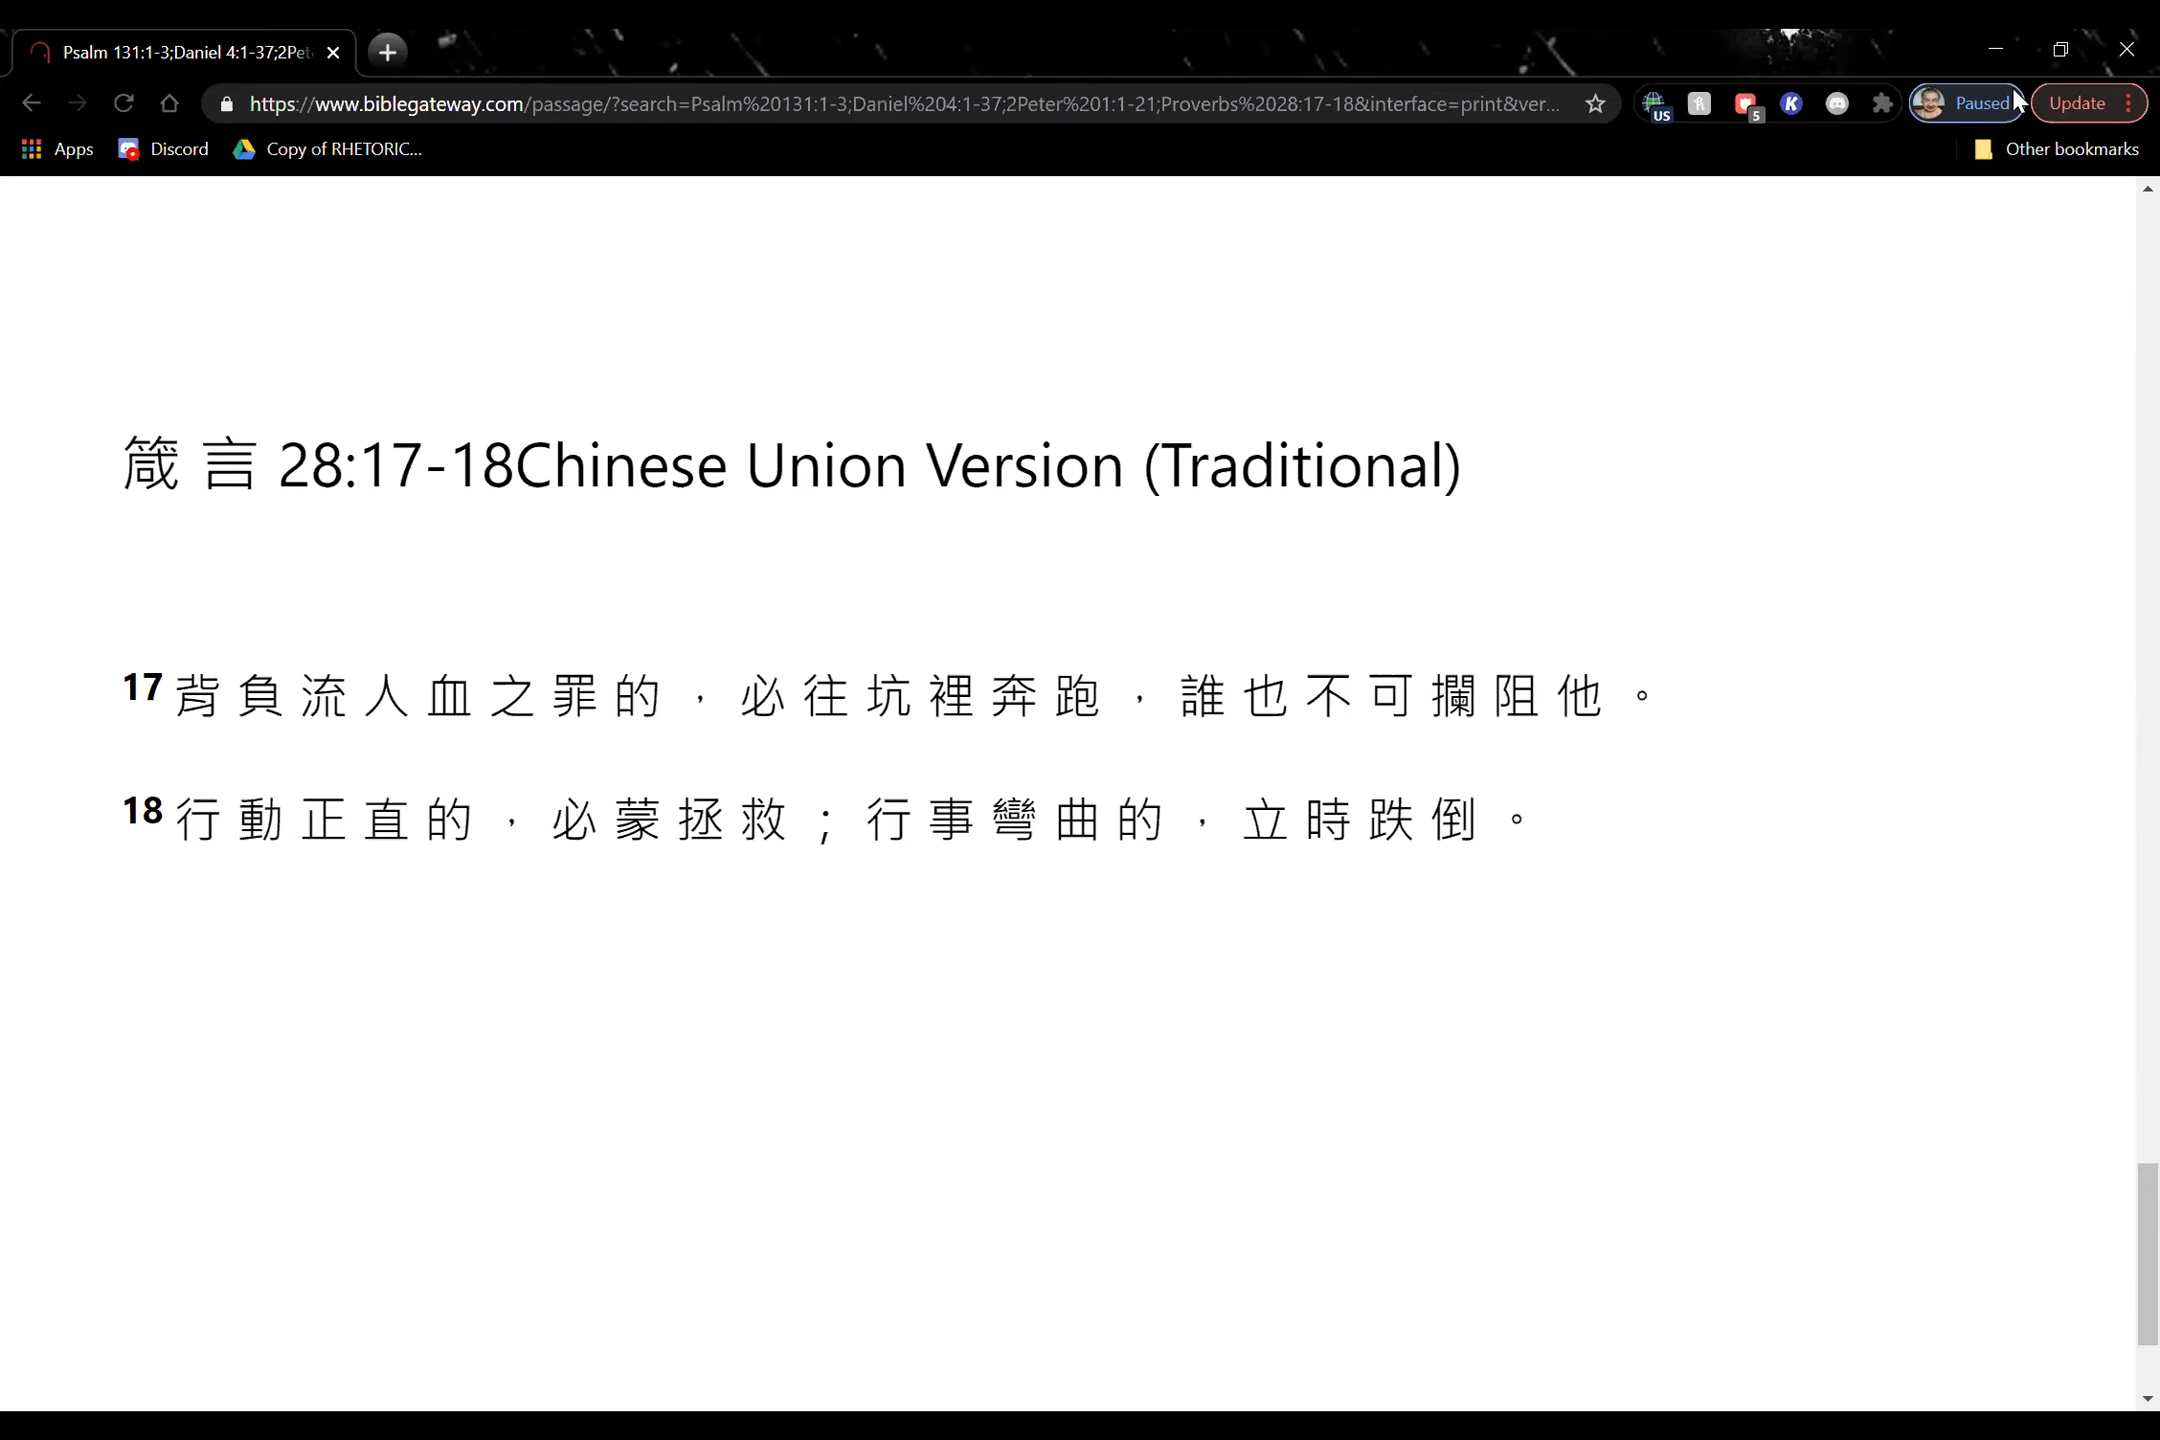 Psalm 131:1-3;Daniel 4:1-37;2Pet
https://www.biblegateway.com/passage/?search=Psalm%20131:1-3;Daniel%204:1-37;2Peter%201:1-21;Proverbs%2028:17-18&interface=print&ver...
US
5
Paused
Update
Apps
Discord
Copy of RHETORIC...
Other bookmarks
箴 言 28:17-18Chinese Union Version (Traditional)
17 背 負 流 人 血 之 罪 的 ， 必 往 坑 裡 奔 跑 ， 誰 也 不 可 攔 阻 他 。
18 行 動 正 直 的 ， 必 蒙 拯 救 ； 行 事 彎 曲 的 ， 立 時 跌 倒 。